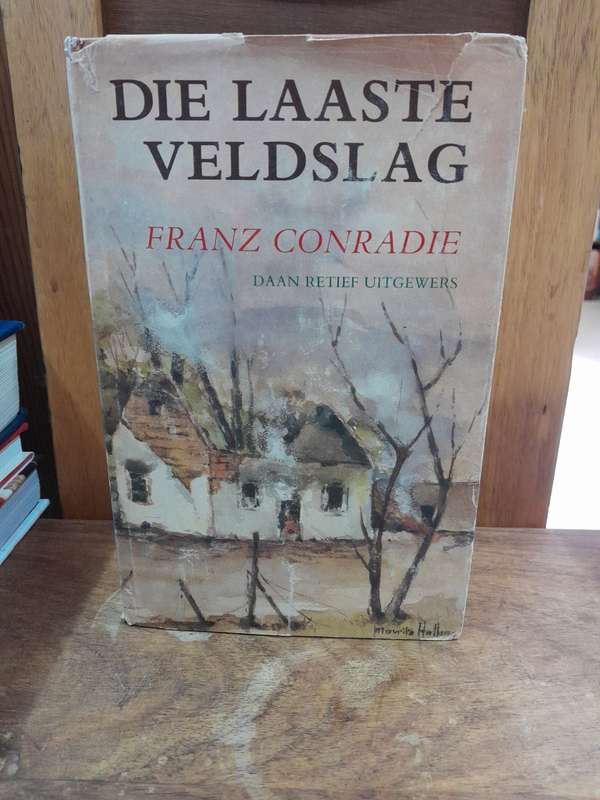 DIE LAASTE
VELDSLAG
FRANZ CONRADIE
DAAN RETIEF UITGEWERS